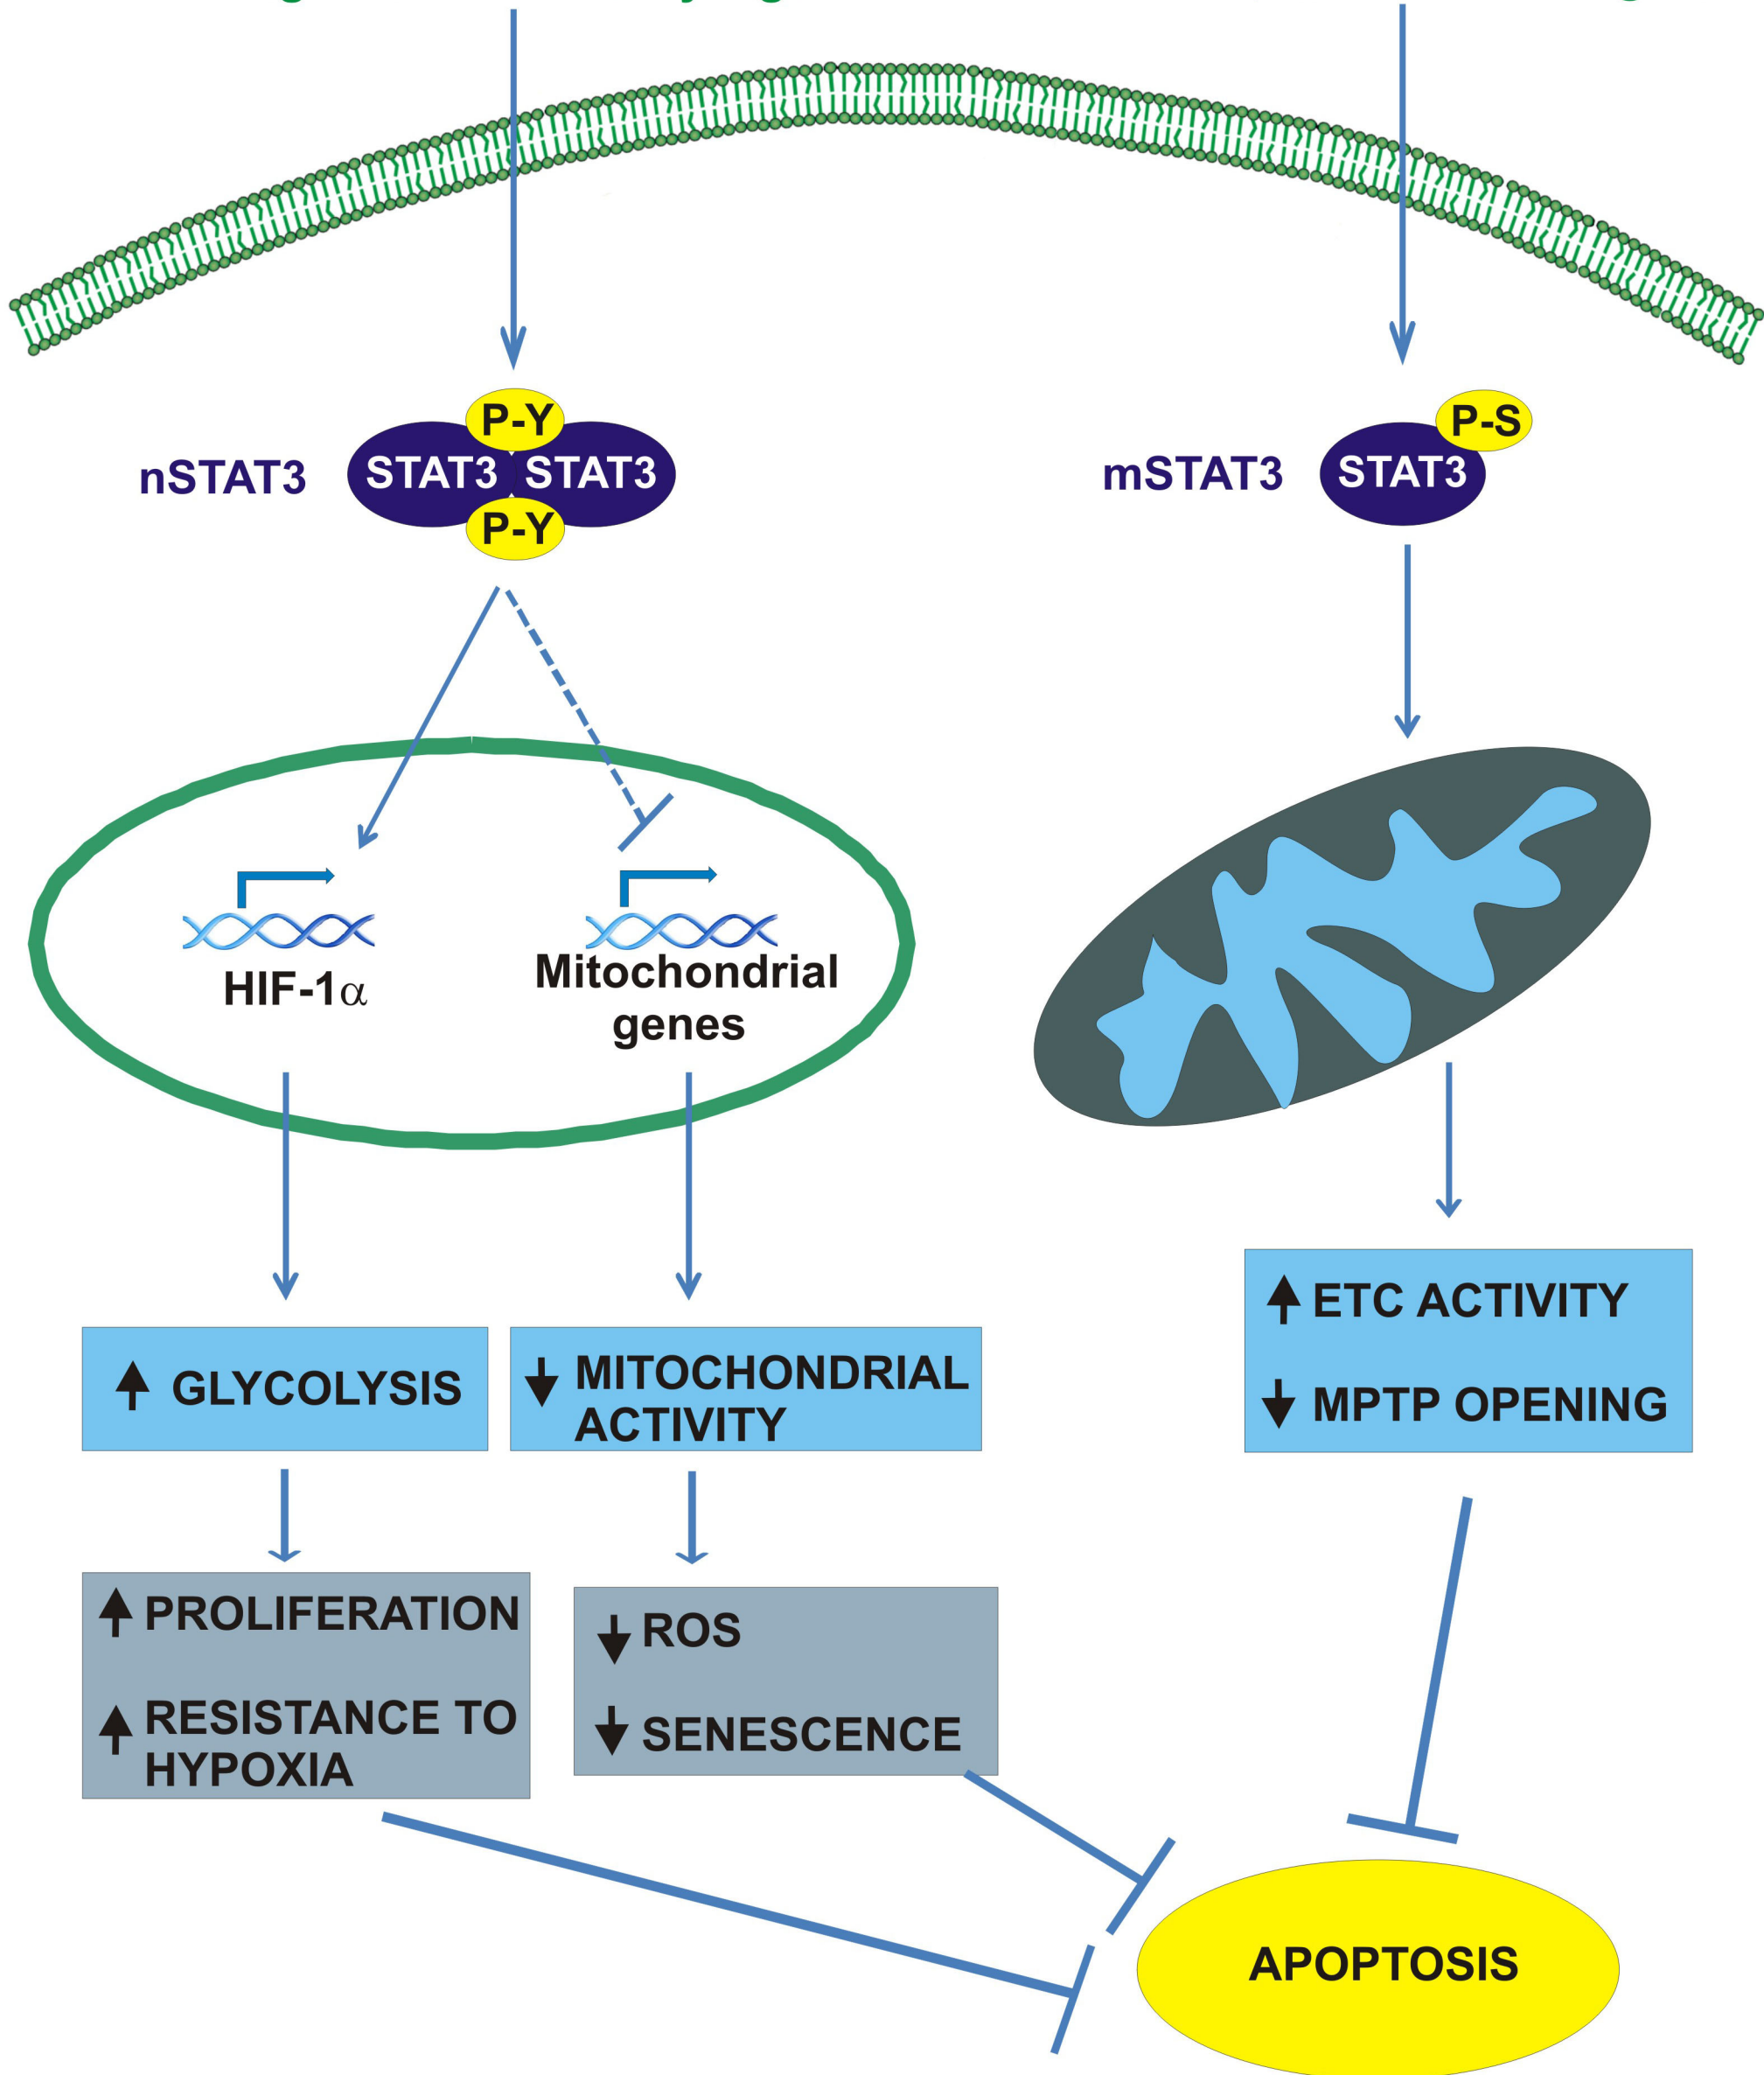 P-Y
nSTAT3
STAT3 STAT3
P-Y
P-S
mSTAT3
STAT3
HIF-1α
Mitochondrial
genes
GLYCOLYSIS
MITOCHONDRIAL
ACTIVITY
ETC ACTIVITY
MPTP OPENING
PROLIFERATION
RESISTANCE TO
HYPOXIA
ROS
SENESCENCE
APOPTOSIS